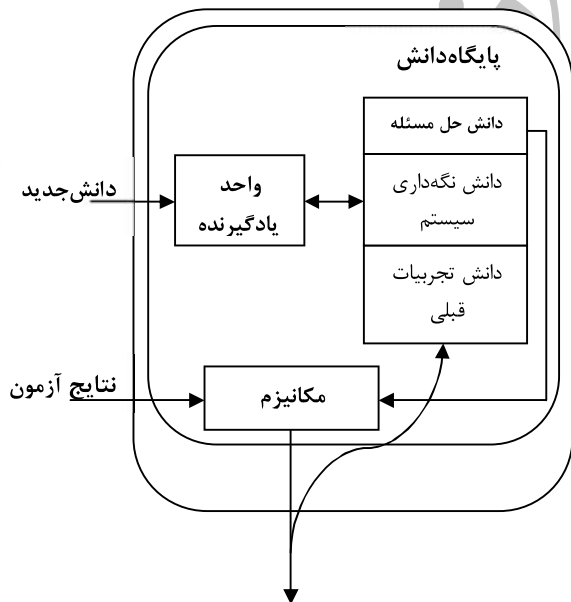 پایگاه‌دانش
دانش حل مسئله
دانش نگه‌داری
سیستم
دانش تجربیات
قبلی
واحد
یادگیرنده
دانش‌جدید
نتایج آزمون
مکانیزم